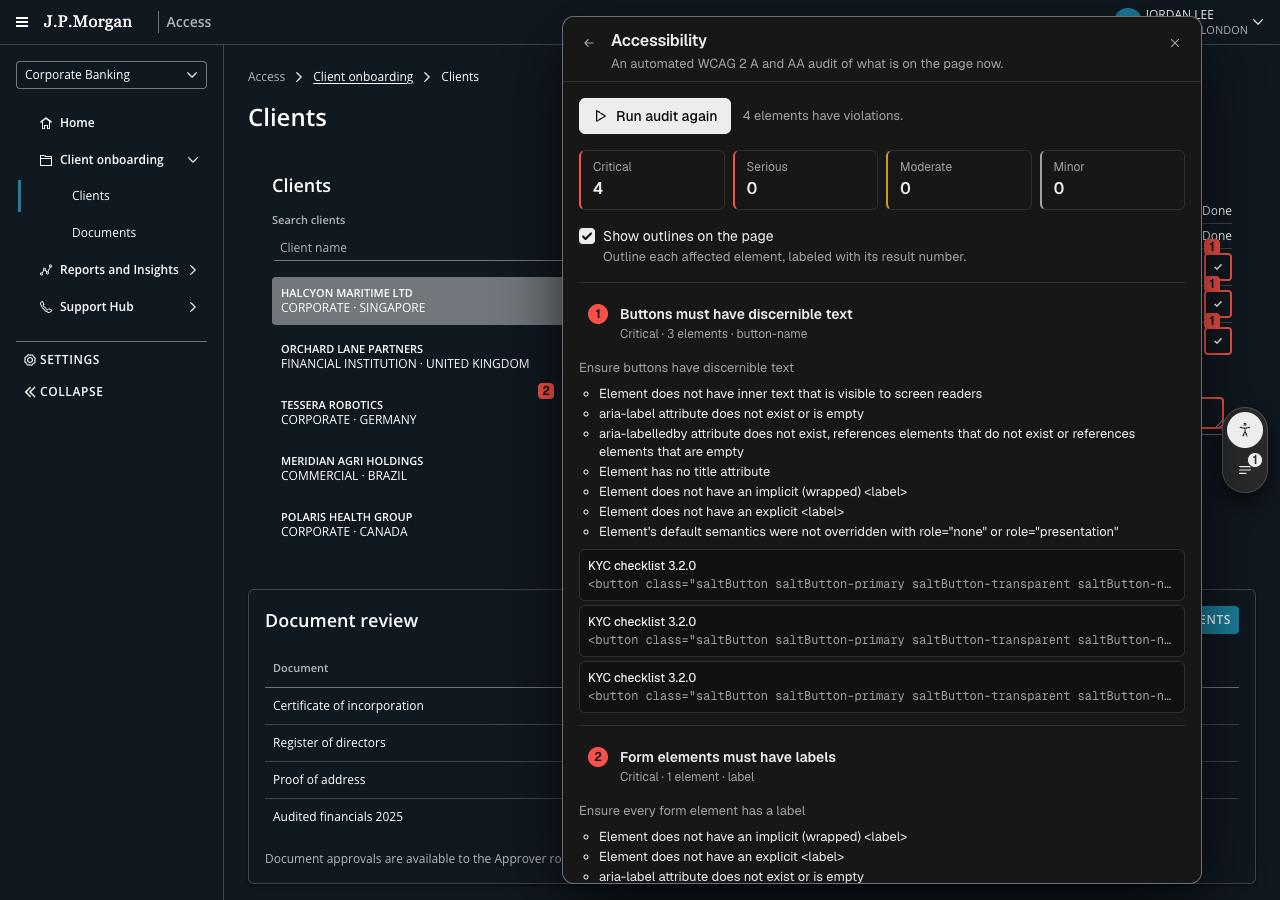 J.P.Morgan
Access
JORDAN LEE
LONDON
Corporate Banking
Home
Client onboarding
Clients
Documents
Reports and Insights
Support Hub
SETTINGS
COLLAPSE
Access
Client onboarding
Clients
Clients
Clients
Search clients
Client name
HALCYON MARITIME LTD
CORPORATE · SINGAPORE
ORCHARD LANE PARTNERS
FINANCIAL INSTITUTION · UNITED KINGDOM
2
TESSERA ROBOTICS
CORPORATE · GERMANY
MERIDIAN AGRI HOLDINGS
COMMERCIAL · BRAZIL
POLARIS HEALTH GROUP
CORPORATE · CANADA
Document review
Document
Certificate of incorporation
Register of directors
Proof of address
Audited financials 2025
Document approvals are available to the Approver ro
Accessibility
An automated WCAG 2 A and AA audit of what is on the page now.
Run audit again
4 elements have violations.
Critical
4
Serious
0
Moderate
0
Minor
0
Show outlines on the page
Outline each affected element, labeled with its result number.
1
Buttons must have discernible text
Critical · 3 elements · button-name
Ensure buttons have discernible text
Element does not have inner text that is visible to screen readers
aria-label attribute does not exist or is empty
aria-labelledby attribute does not exist, references elements that do not exist or references
elements that are empty
Element has no title attribute
Element does not have an implicit (wrapped) <label>
Element does not have an explicit <label>
Element's default semantics were not overridden with role="none" or role="presentation"
KYC checklist 3.2.0
<button class="saltButton saltButton-primary saltButton-transparent saltButton-n…
KYC checklist 3.2.0
<button class="saltButton saltButton-primary saltButton-transparent saltButton-n…
KYC checklist 3.2.0
<button class="saltButton saltButton-primary saltButton-transparent saltButton-n…
2
Form elements must have labels
Critical · 1 element · label
Ensure every form element has a label
Element does not have an implicit (wrapped) <label>
Element does not have an explicit <label>
aria-label attribute does not exist or is empty
Done
Done
1
1
1
1
ENTS